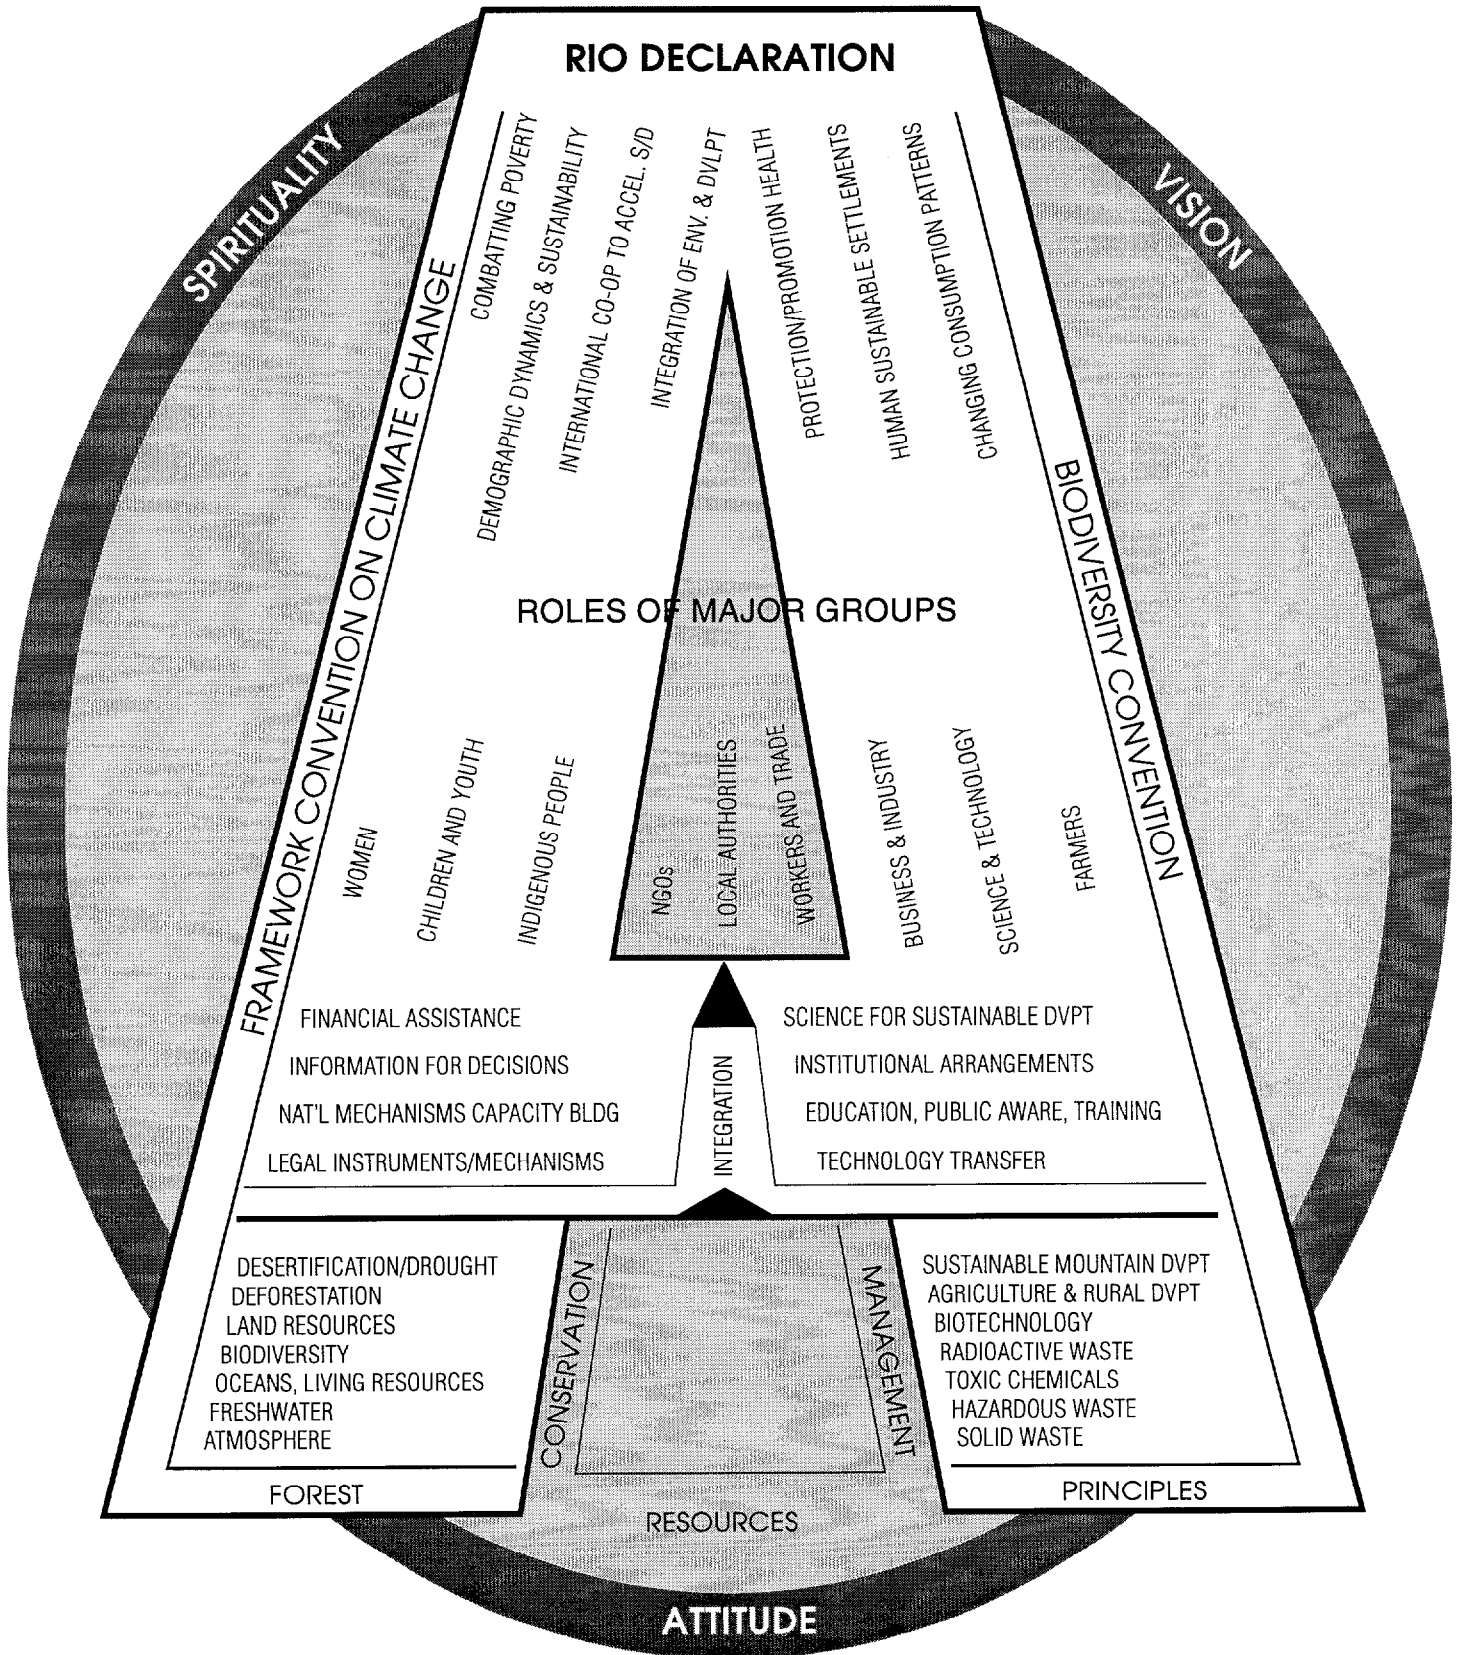 RIO DECLARATION
SPIRITUALITY
VISION
FRAMEWORK CONVENTION ON CLIMATE CHANGE
BIODIVERSITY CONVENTION
COMBATTING POVERTY
DEMOGRAPHIC DYNAMICS & SUSTAINABILITY
INTERNATIONAL CO-OP TO ACCEL. S/D
INTEGRATION OF ENV. & DVLPT
PROTECTION/PROMOTION HEALTH
HUMAN SUSTAINABLE SETTLEMENTS
CHANGING CONSUMPTION PATTERNS
ROLES OF MAJOR GROUPS
WOMEN
CHILDREN AND YOUTH
INDIGENOUS PEOPLE
NGOs
LOCAL AUTHORITIES
WORKERS AND TRADE
BUSINESS & INDUSTRY
SCIENCE & TECHNOLOGY
FARMERS
FINANCIAL ASSISTANCE
INFORMATION FOR DECISIONS
NAT'L MECHANISMS CAPACITY BLDG
LEGAL INSTRUMENTS/MECHANISMS
INTEGRATION
SCIENCE FOR SUSTAINABLE DVPT
INSTITUTIONAL ARRANGEMENTS
EDUCATION, PUBLIC AWARE, TRAINING
TECHNOLOGY TRANSFER
DESERTIFICATION/DROUGHT
DEFORESTATION
LAND RESOURCES
BIODIVERSITY
OCEANS, LIVING RESOURCES
FRESHWATER
ATMOSPHERE
FOREST
CONSERVATION
MANAGEMENT
RESOURCES
SUSTAINABLE MOUNTAIN DVPT
AGRICULTURE & RURAL DVPT
BIOTECHNOLOGY
RADIOACTIVE WASTE
TOXIC CHEMICALS
HAZARDOUS WASTE
SOLID WASTE
PRINCIPLES
ATTITUDE